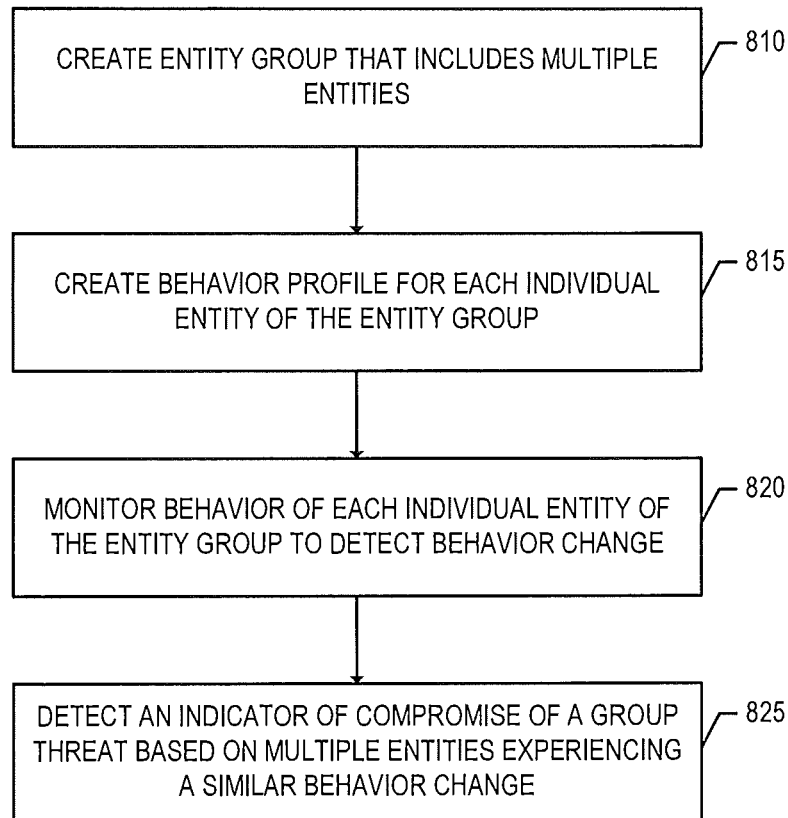 CREATE ENTITY GROUP THAT INCLUDES MULTIPLE
ENTITIES
810
CREATE BEHAVIOR PROFILE FOR EACH INDIVIDUAL
ENTITY OF THE ENTITY GROUP
815
MONITOR BEHAVIOR OF EACH INDIVIDUAL ENTITY OF
THE ENTITY GROUP TO DETECT BEHAVIOR CHANGE
820
DETECT AN INDICATOR OF COMPROMISE OF A GROUP
THREAT BASED ON MULTIPLE ENTITIES EXPERIENCING
A SIMILAR BEHAVIOR CHANGE
825